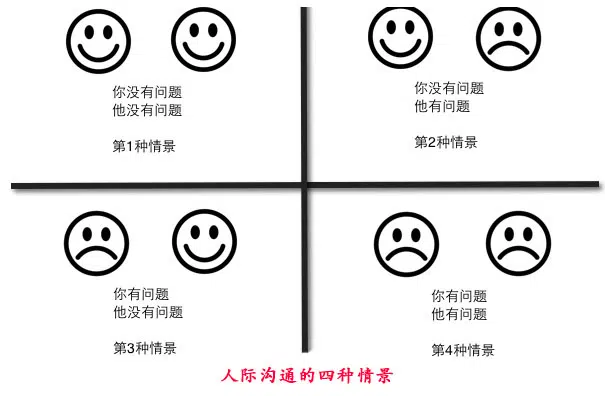 你没有问题
他没有问题
第1种情景
你没有问题
他有问题
第2种情景
你有问题
他没有问题
第3种情景
你有问题
他有问题
第4种情景
人际沟通的四种情景